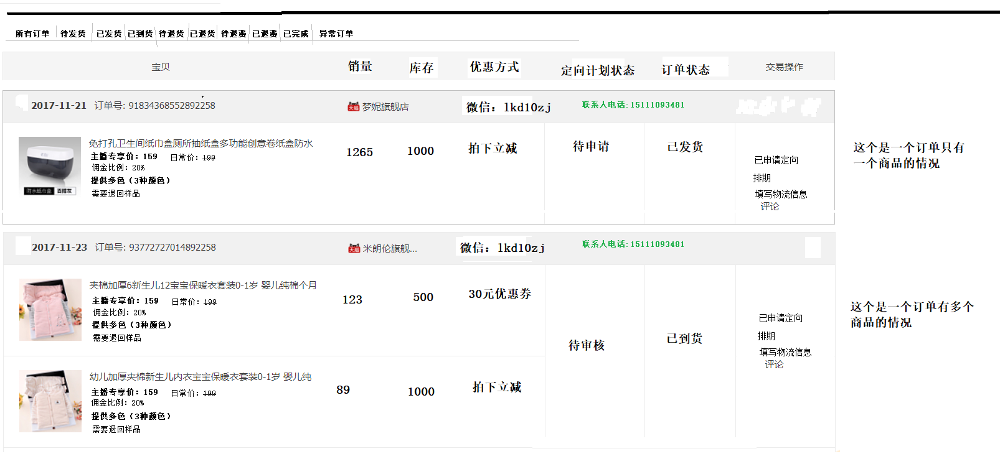 所有订单 待发货 已发货 已到货 待退货 已退货 待退费 已退费 已完成 异常订单
宝贝 销量 库存 优惠方式 定向计划状态 订单状态 交易操作
2017-11-21 订单号: 91834368552892258 天猫 梦妮旗舰店 微信：lkd10zj 联系人电话: 15111093481
免打孔卫生间纸巾盒厕所抽纸盒多功能创意卷纸盒防水
主播专享价：159 日常价：199
佣金比例：20%
提供多色（3种颜色）
需要退回样品
防水纸巾盒 百搭灰
1265 1000 拍下立减 待申请 已发货
已申请定向
排期
填写物流信息
评论
这个是一个订单只有
一个商品的情况
2017-11-23 订单号: 93772727014892258 天猫 米朗伦旗舰... 微信：lkd10zj 联系人电话: 15111093481
夹棉加厚6新生儿12宝宝保暖衣套装0-1岁 婴儿纯棉个月
主播专享价：159 日常价：199
佣金比例：20%
提供多色（3种颜色）
需要退回样品
123 500 30元优惠券
待审核 已到货
已申请定向
排期
填写物流信息
评论
这个是一个订单有多个
商品的情况
幼儿加厚夹棉新生儿内衣宝宝保暖衣套装0-1岁 婴儿纯
主播专享价：159 日常价：199
佣金比例：20%
提供多色（3种颜色）
需要退回样品
89 1000 拍下立减